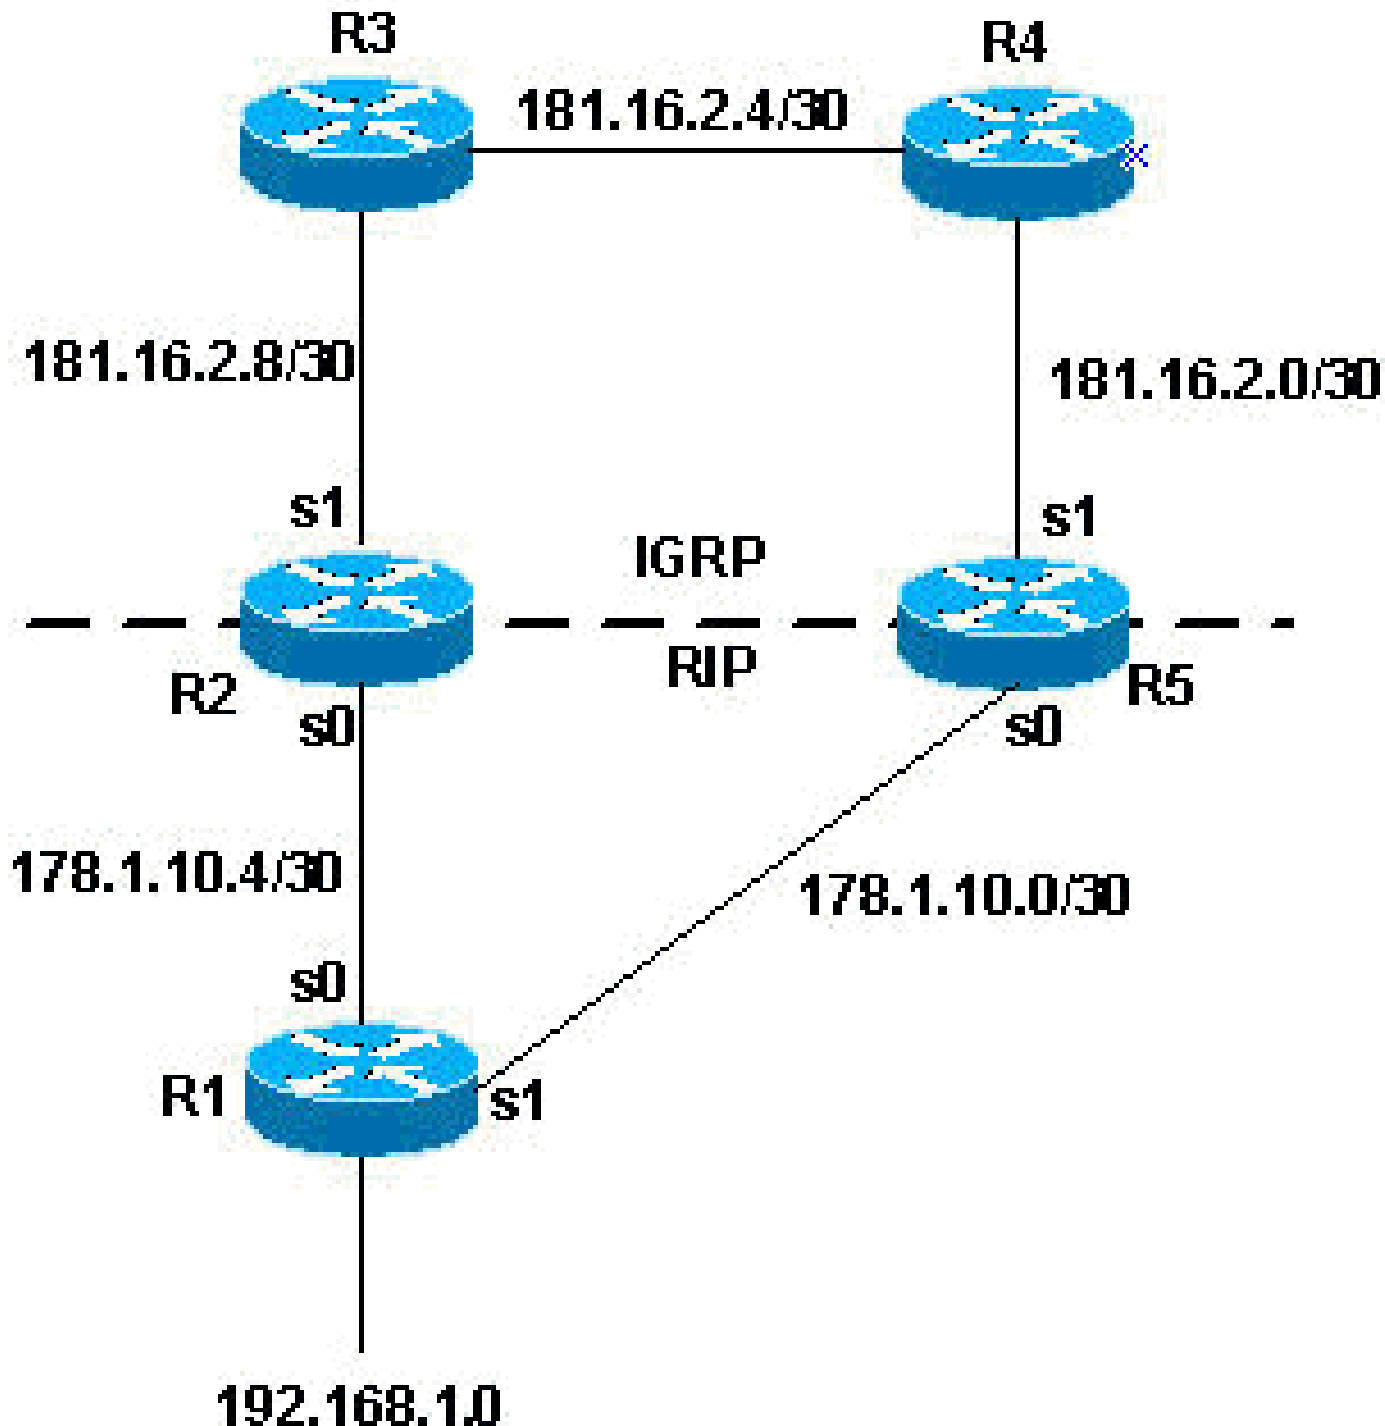 R3
R4
181.16.2.4/30
181.16.2.8/30
181.16.2.0/30
s1
s1
IGRP
RIP
R2
R5
s0
s0
178.1.10.4/30
178.1.10.0/30
s0
R1
s1
192.168.1.0